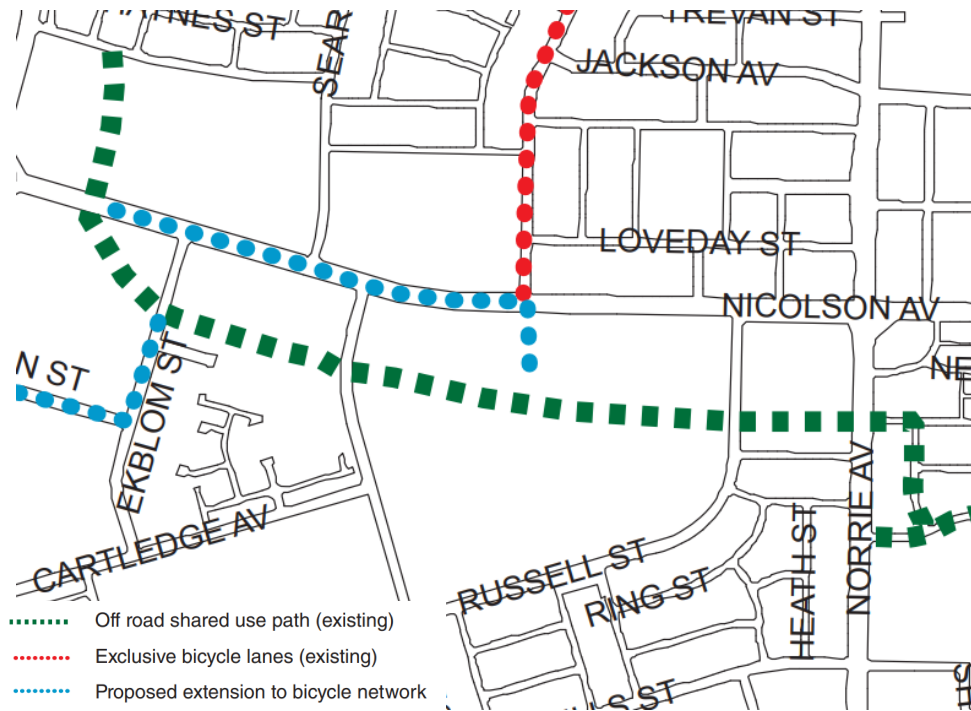 TREVAN ST
JACKSON AV
LOVEDAY ST
NICOLSON AV
EKBLOM ST
CARTLEDGE AV
RUSSELL ST
RING ST
HEATH ST
NORRIE AV
Off road shared use path (existing)
Exclusive bicycle lanes (existing)
Proposed extension to bicycle network